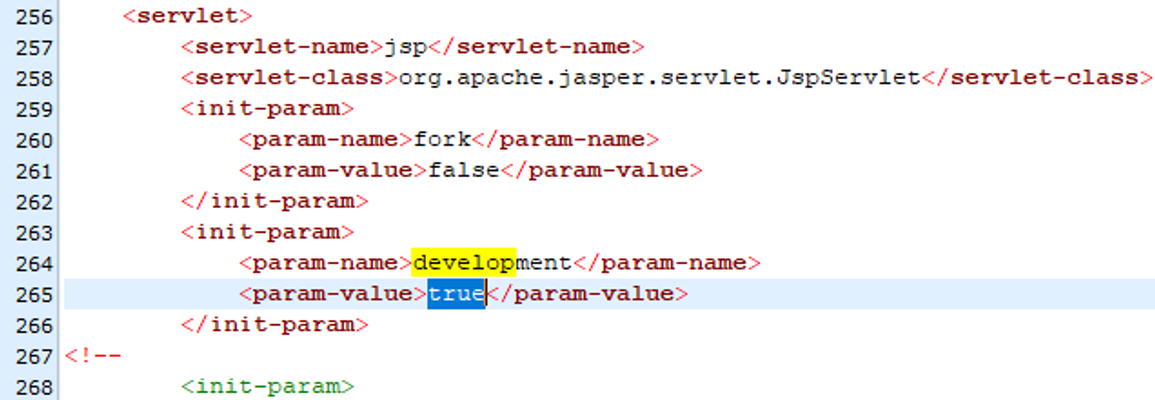 256 <servlet>
257 <servlet-name>jsp</servlet-name>
258 <servlet-class>org.apache.jasper.servlet.JspServlet</servlet-class>
259 <init-param>
260 <param-name>fork</param-name>
261 <param-value>false</param-value>
262 </init-param>
263 <init-param>
264 <param-name>development</param-name>
265 <param-value>true</param-value>
266 </init-param>
267 <!--
268 <init-param>